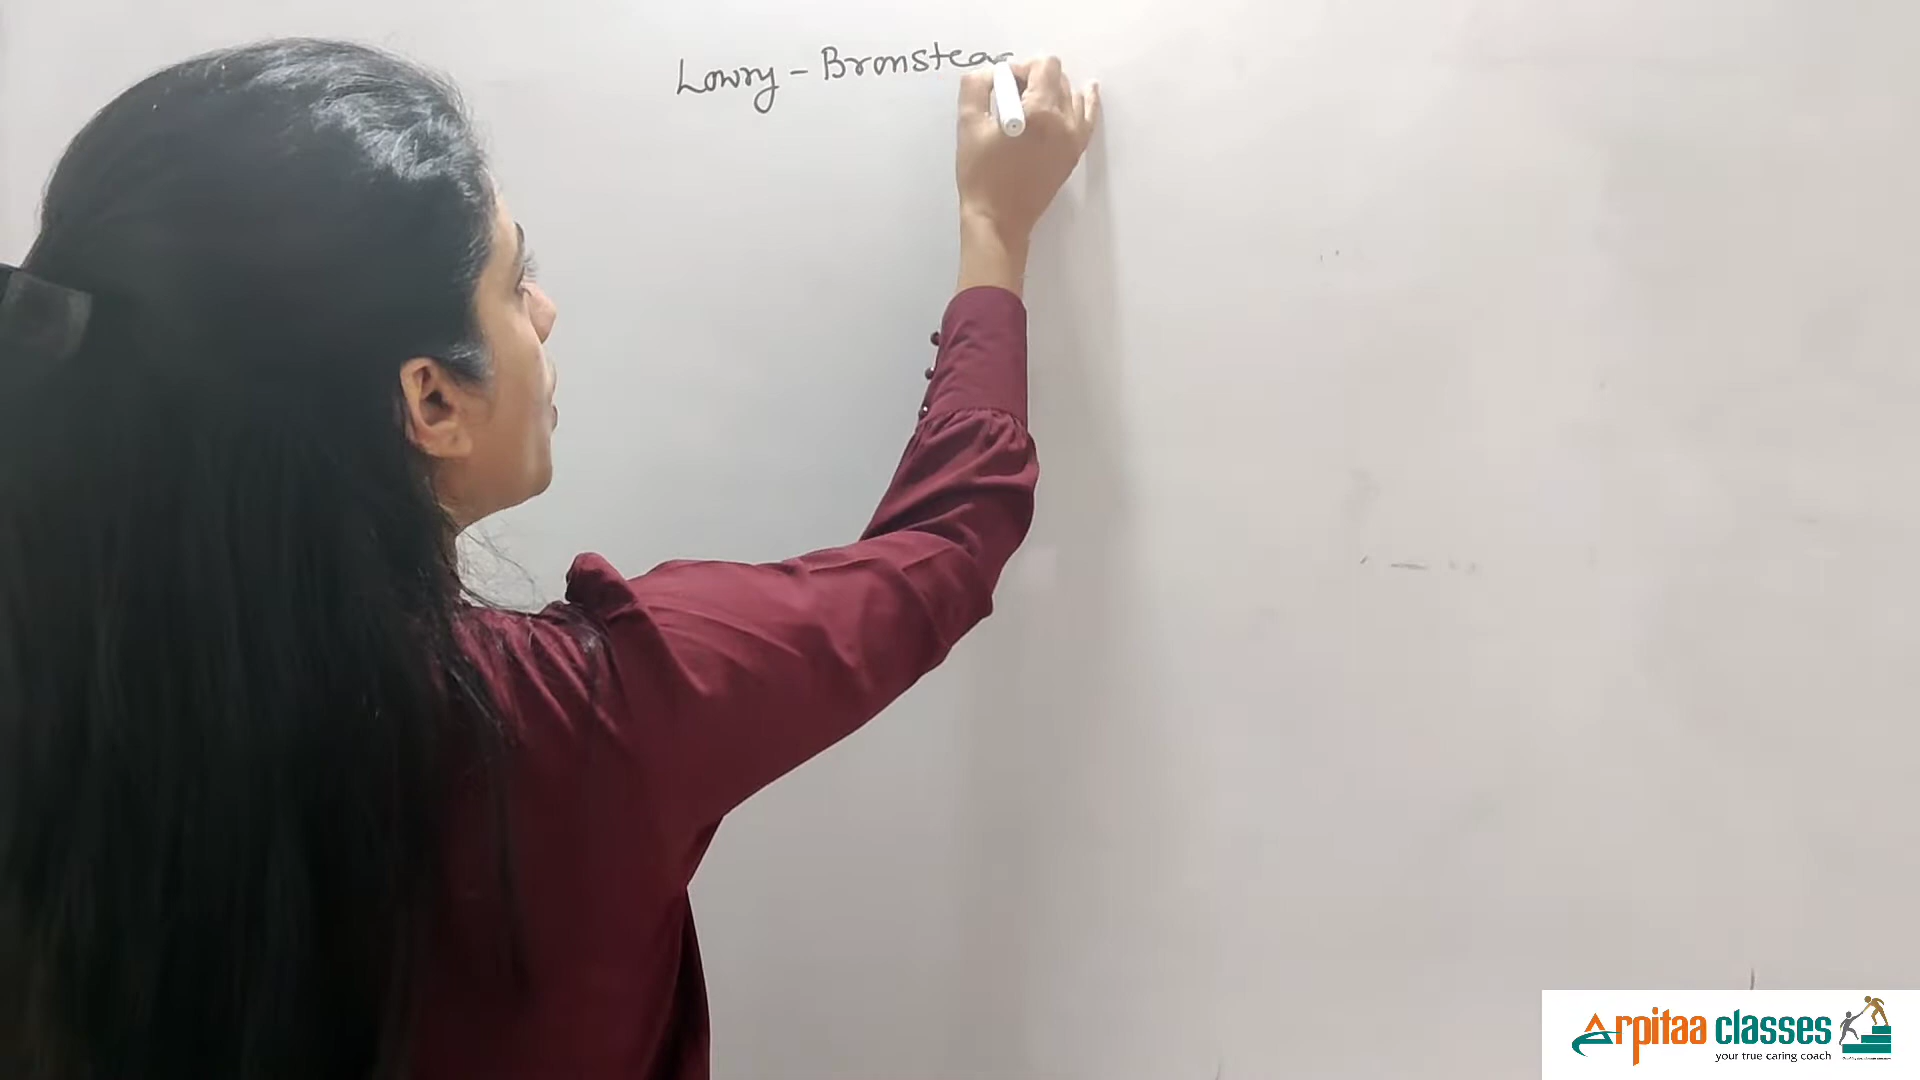 Lowry - Bronstea
Arpitaa classes
your true caring coach